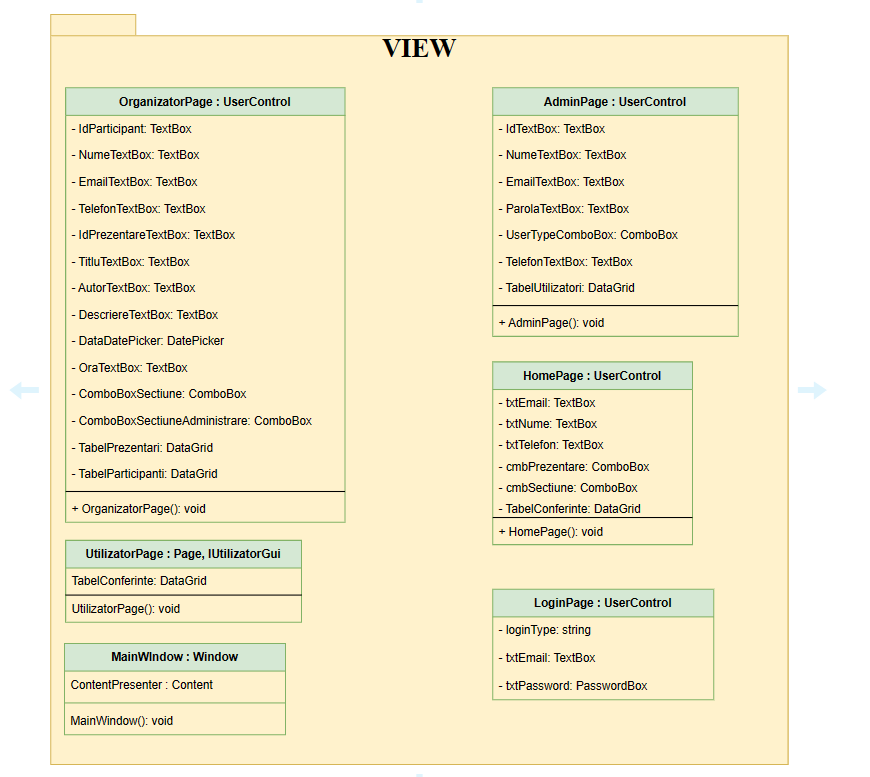 VIEW
OrganizatorPage : UserControl
- IdParticipant: TextBox
- NumeTextBox: TextBox
- EmailTextBox: TextBox
- TelefonTextBox: TextBox
- IdPrezentareTextBox: TextBox
- TitluTextBox: TextBox
- AutorTextBox: TextBox
- DescriereTextBox: TextBox
- DataDatePicker: DatePicker
- OraTextBox: TextBox
- ComboBoxSectiune: ComboBox
- ComboBoxSectiuneAdministrare: ComboBox
- TabelPrezentari: DataGrid
- TabelParticipanti: DataGrid
+ OrganizatorPage(): void
UtilizatorPage : Page, IUtilizatorGui
TabelConferinte: DataGrid
UtilizatorPage(): void
MainWIndow : Window
ContentPresenter : Content
MainWindow(): void
AdminPage : UserControl
- IdTextBox: TextBox
- NumeTextBox: TextBox
- EmailTextBox: TextBox
- ParolaTextBox: TextBox
- UserTypeComboBox: ComboBox
- TelefonTextBox: TextBox
- TabelUtilizatori: DataGrid
+ AdminPage(): void
HomePage : UserControl
- txtEmail: TextBox
- txtNume: TextBox
- txtTelefon: TextBox
- cmbPrezentare: ComboBox
- cmbSectiune: ComboBox
- TabelConferinte: DataGrid
+ HomePage(): void
LoginPage : UserControl
- loginType: string
- txtEmail: TextBox
- txtPassword: PasswordBox